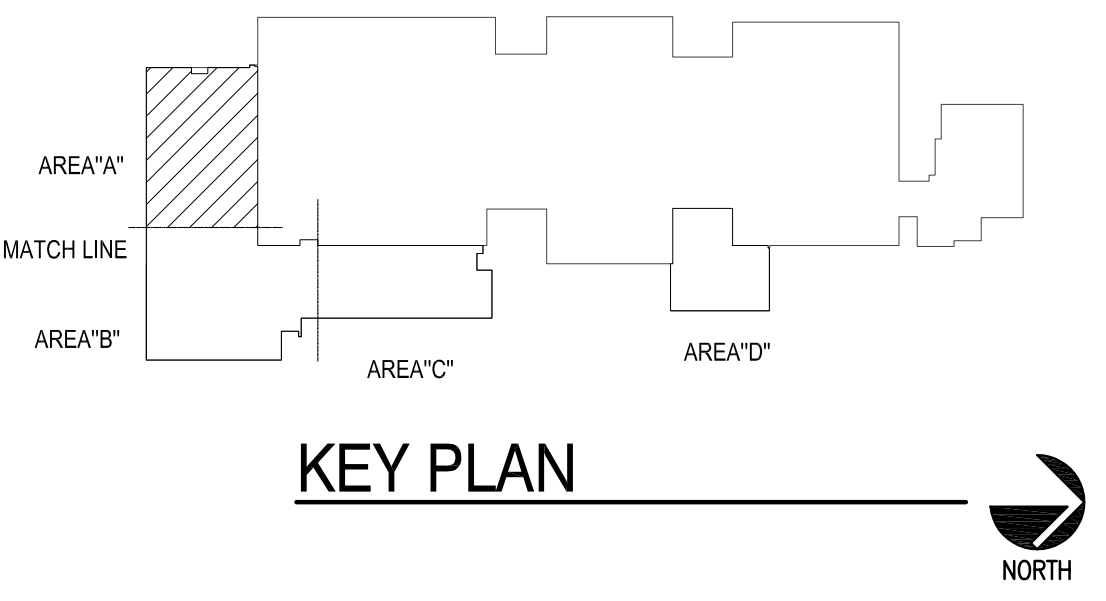 AREA"A"
MATCH LINE
AREA"B"
AREA"C"
AREA"D"
KEY PLAN
NORTH